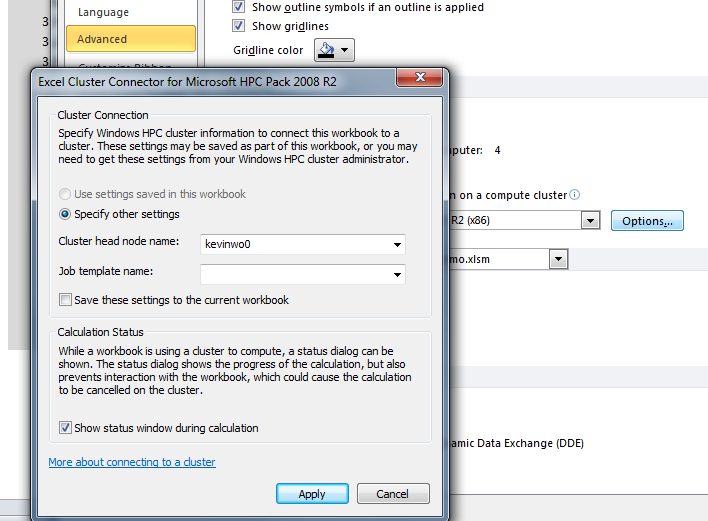 Language
Show outline symbols if an outline is applied
3
Show gridlines
3
Advanced
Gridline color
3
Excel Cluster Connector for Microsoft HPC Pack 2008 R2
Cluster Connection
Specify Windows HPC cluster information to connect this workbook to a
cluster. These settings may be saved as part of this workbook, or you may
need to get these settings from your Windows HPC cluster administrator.
Use settings saved in this workbook
Specify other settings
Cluster head node name:
kevinwo0
Job template name:
Save these settings to the current workbook
Calculation Status
While a workbook is using a cluster to compute, a status dialog can be
shown. The status dialog shows the progress of the calculation, but also
prevents interaction with the workbook, which could cause the calculation
to be cancelled on the cluster.
Show status window during calculation
More about connecting to a cluster
Apply
Cancel
mputer: 4
n on a compute cluster
R2 (x86)
Options...
mo.xlsm
amic Data Exchange (DDE)